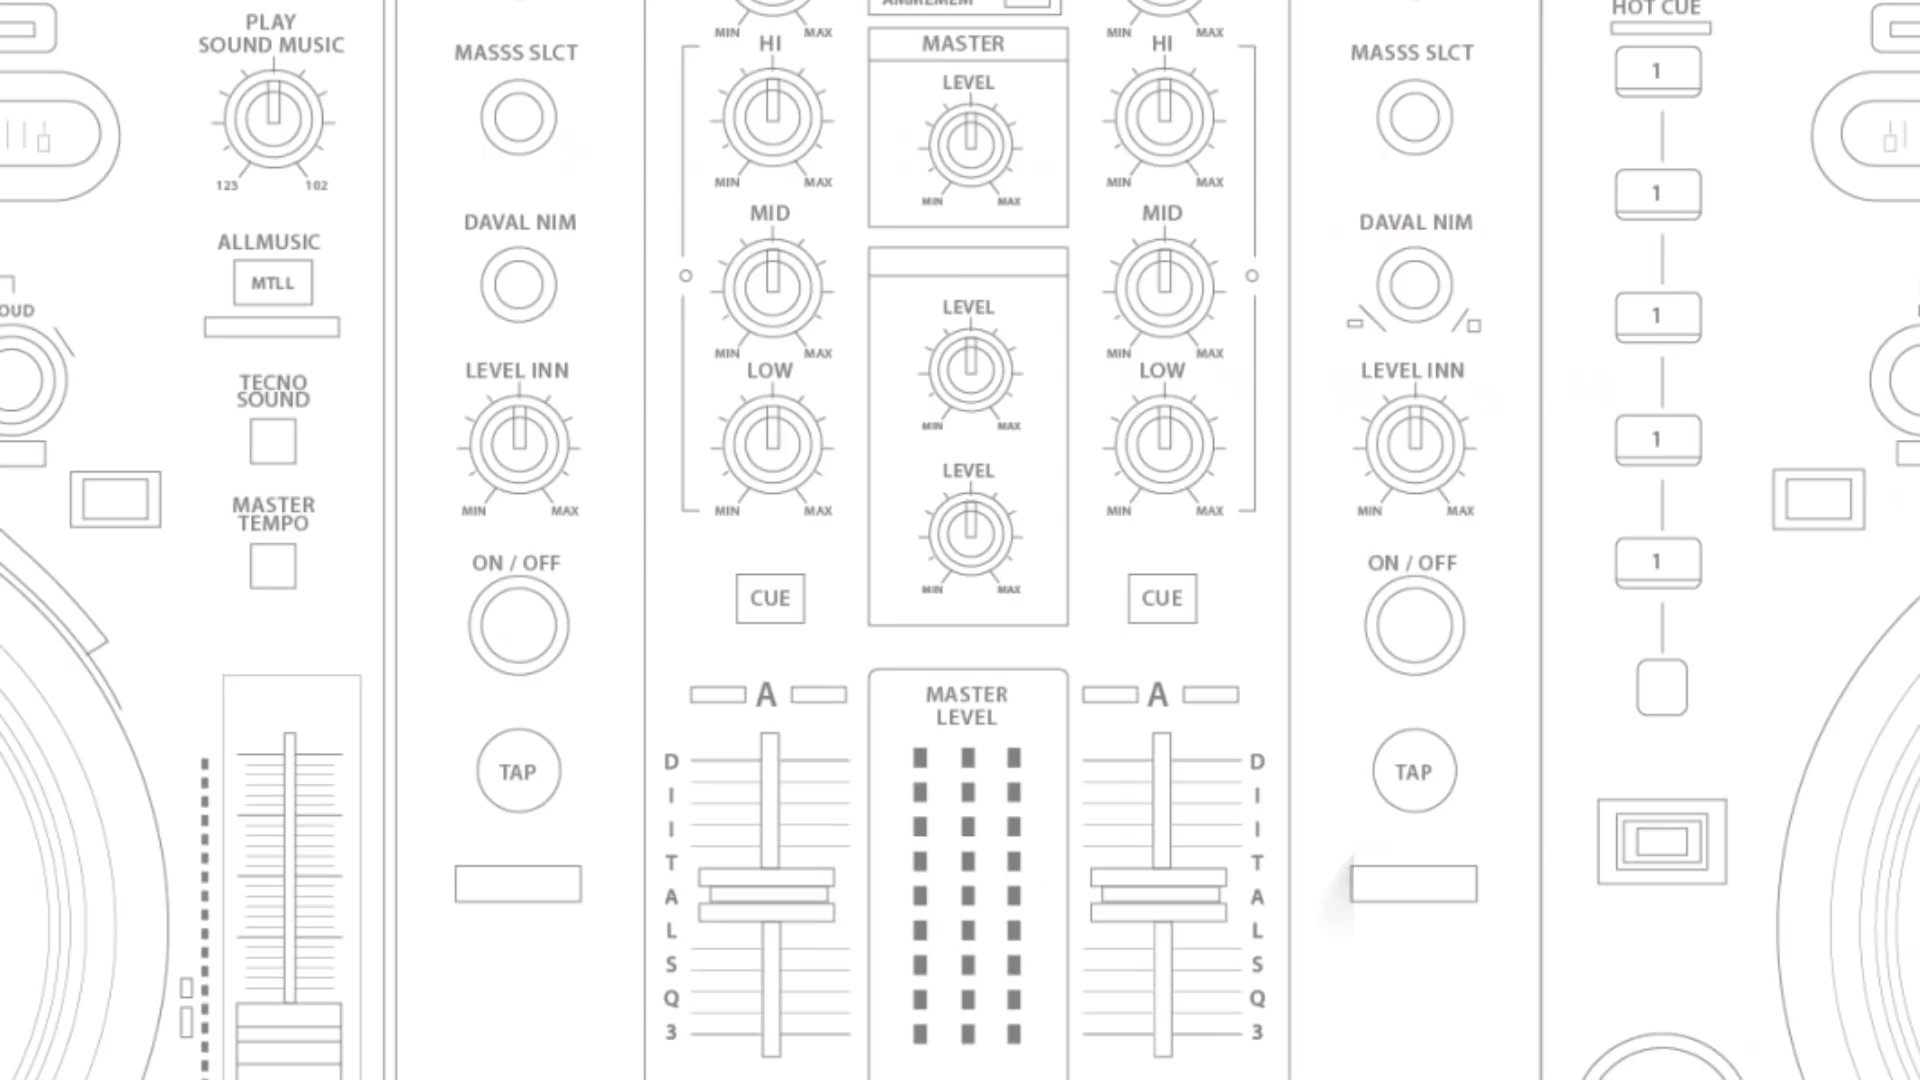 PLAY
SOUND MUSIC
123 102
ALLMUSIC
MTLL
OUD
TECNO
SOUND
MASTER
TEMPO
MASSS SLCT
DAVAL NIM
LEVEL INN
MIN MAX
ON / OFF
TAP
MIN MAX
HI
MIN MAX
MID
MIN MAX
LOW
MIN MAX
CUE
A
D
I
I
T
A
L
S
Q
3
MASTER
LEVEL
MIN MAX
LEVEL
MIN MAX
LEVEL
MIN MAX
MASTER
LEVEL
MIN MAX
HI
MIN MAX
MID
MIN MAX
LOW
MIN MAX
CUE
A
D
I
I
T
A
L
S
Q
3
MASSS SLCT
DAVAL NIM
LEVEL INN
MIN MAX
ON / OFF
TAP
HOT CUE
1
1
1
1
1